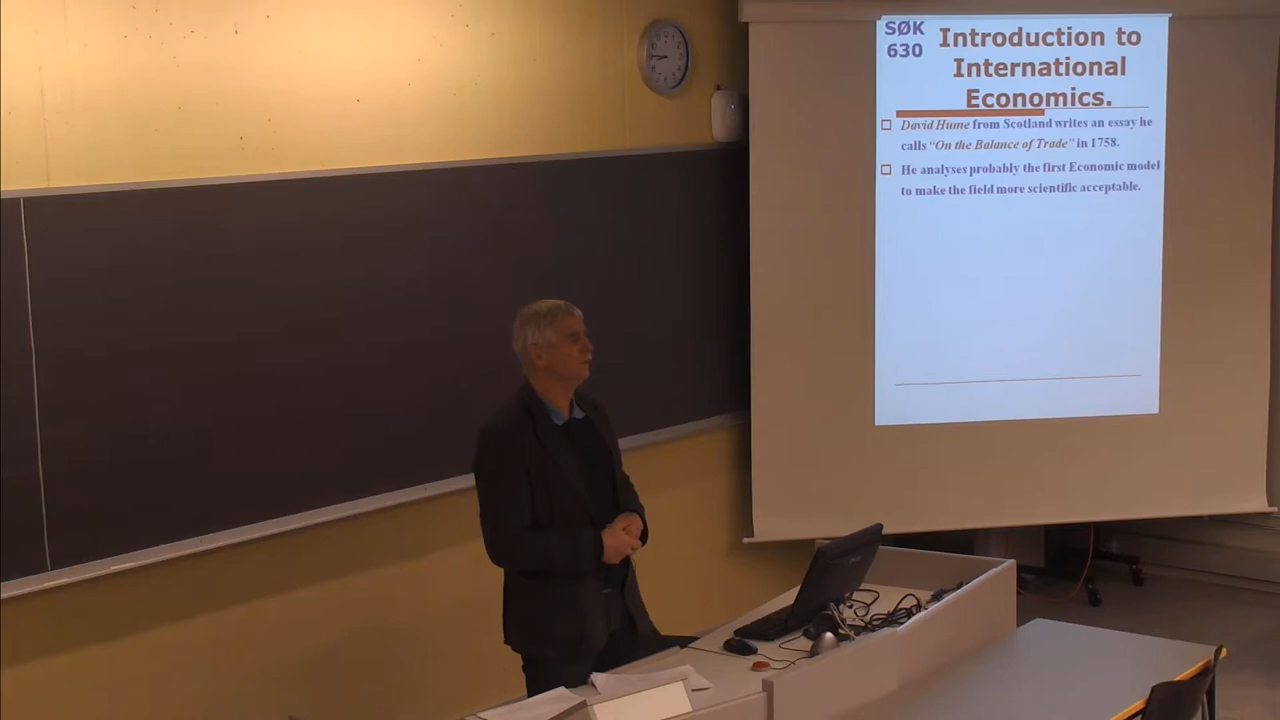 SØK
630
Introduction to
International
Economics.
David Hume from Scotland writes an essay he
calls “On the Balance of Trade” in 1758.
He analyses probably the first Economic model
to make the field more scientific acceptable.